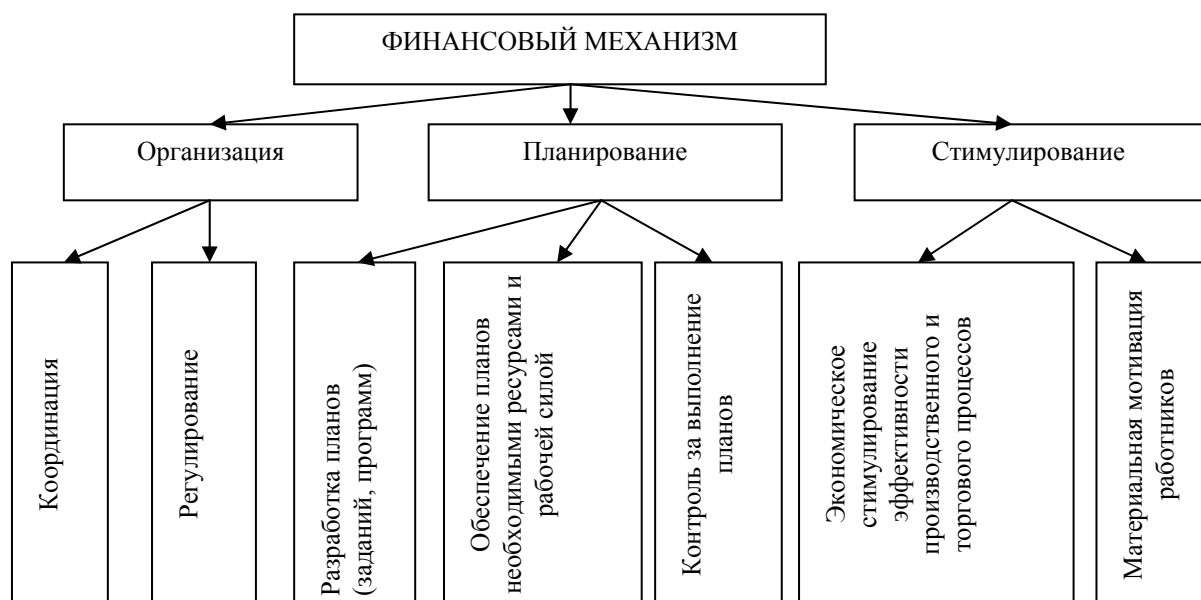 ФИНАНСОВЫЙ МЕХАНИЗМ
Организация
Планирование
Стимулирование
Координация
Регулирование
Разработка планов
(заданий, программ)
Обеспечение планов
необходимыми ресурсами и
рабочей силой
Контроль за выполнение
планов
Экономическое
стимулирование
эффективности
производственного и
торгового процессов
Материальная мотивация
работников